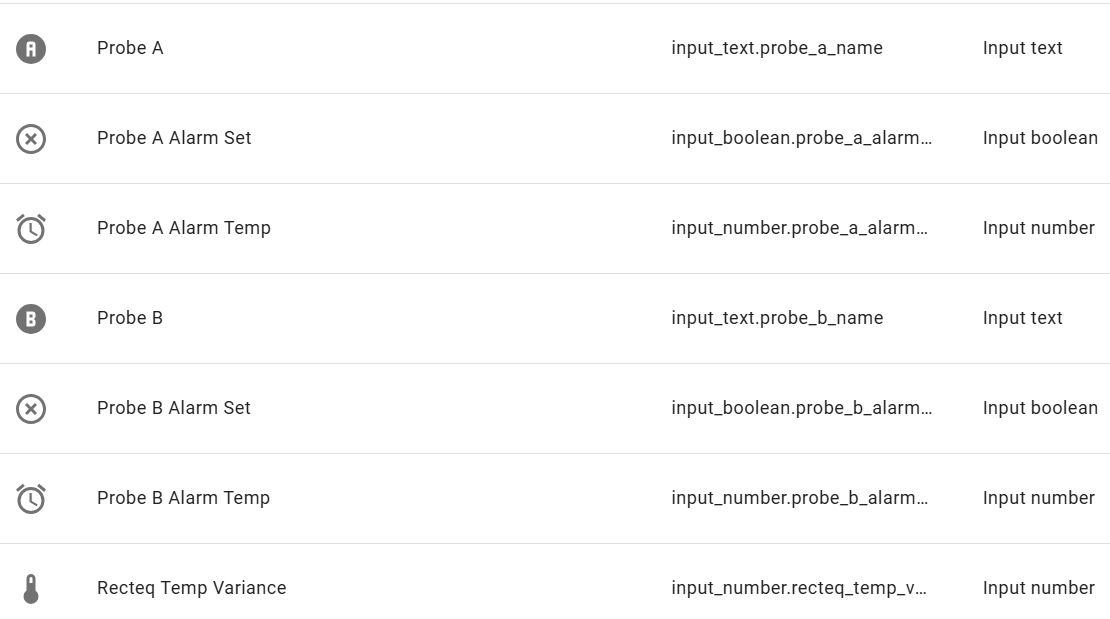 A Probe A input_text.probe_a_name Input text
Probe A Alarm Set input_boolean.probe_a_alarm… Input boolean
Probe A Alarm Temp input_number.probe_a_alarm… Input number
B Probe B input_text.probe_b_name Input text
Probe B Alarm Set input_boolean.probe_b_alarm… Input boolean
Probe B Alarm Temp input_number.probe_b_alarm… Input number
Recteq Temp Variance input_number.recteq_temp_v… Input number